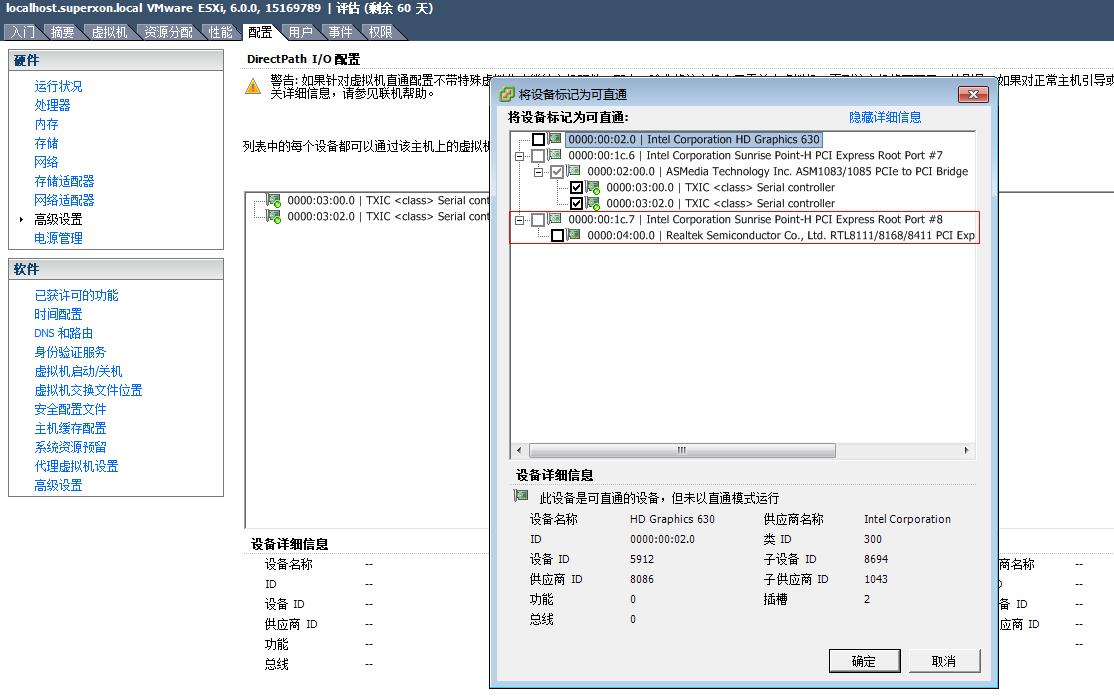 localhost.superxon.local VMware ESXi, 6.0.0, 15169789 | 评估 (剩余 60 天)
入门 摘要 虚拟机 资源分配 性能 配置 用户 事件 权限
硬件
运行状况
处理器
内存
存储
网络
存储适配器
网络适配器
高级设置
电源管理
软件
已获许可的功能
时间配置
DNS 和路由
身份验证服务
虚拟机启动/关机
虚拟机交换文件位置
安全配置文件
主机缓存配置
系统资源预留
代理虚拟机设置
高级设置
DirectPath I/O 配置
警告: 如果针对虚拟机直通配置不带特殊虚拟
如果对正常主机引导或
关详细信息，请参见联机帮助。
列表中的每个设备都可以通过该主机上的虚拟机
0000:03:00.0 | TXIC <class> Serial cont
0000:03:02.0 | TXIC <class> Serial cont
设备详细信息
设备名称 --
ID --
设备 ID --
供应商 ID --
功能 --
总线 --
商名称 --
--
备 ID --
应商 ID --
--
将设备标记为可直通
将设备标记为可直通:
隐藏详细信息
0000:00:02.0 | Intel Corporation HD Graphics 630
0000:00:1c.6 | Intel Corporation Sunrise Point-H PCI Express Root Port #7
0000:02:00.0 | ASMedia Technology Inc. ASM1083/1085 PCIe to PCI Bridge
0000:03:00.0 | TXIC <class> Serial controller
0000:03:02.0 | TXIC <class> Serial controller
0000:00:1c.7 | Intel Corporation Sunrise Point-H PCI Express Root Port #8
0000:04:00.0 | Realtek Semiconductor Co., Ltd. RTL8111/8168/8411 PCI Exp
设备详细信息
此设备是可直通的设备，但未以直通模式运行
设备名称 HD Graphics 630 供应商名称 Intel Corporation
ID 0000:00:02.0 类 ID 300
设备 ID 5912 子设备 ID 8694
供应商 ID 8086 子供应商 ID 1043
功能 0 插槽 2
总线 0
确定 取消